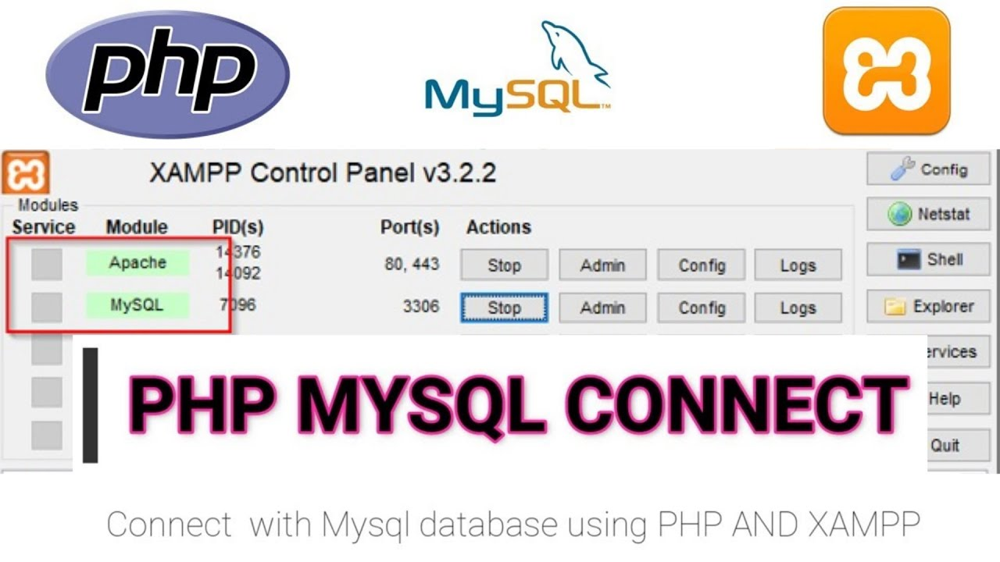 php
MySQL™
XAMPP Control Panel v3.2.2
Config
Modules
Service Module PID(s) Port(s) Actions
Netstat
Apache 14376 14092 80, 443 Stop Admin Config Logs
Shell
MySQL 7096 3306 Stop Admin Config Logs
Explorer
ervices
PHP MYSQL CONNECT
Help
Quit
Connect with Mysql database using PHP AND XAMPP